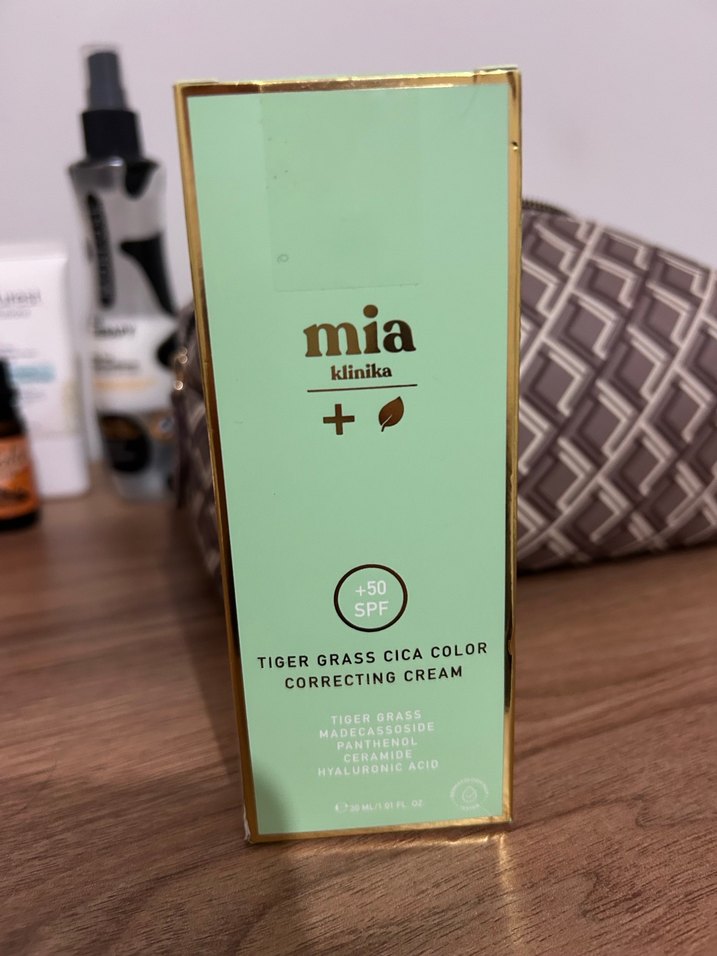 mia
klinika
+50
SPF
TIGER GRASS CICA COLOR
CORRECTING CREAM
TIGER GRASS
MADECASSOSIDE
PANTHENOL
CERAMIDE
HYALURONIC ACID
30 ML/1.01 FL. OZ.